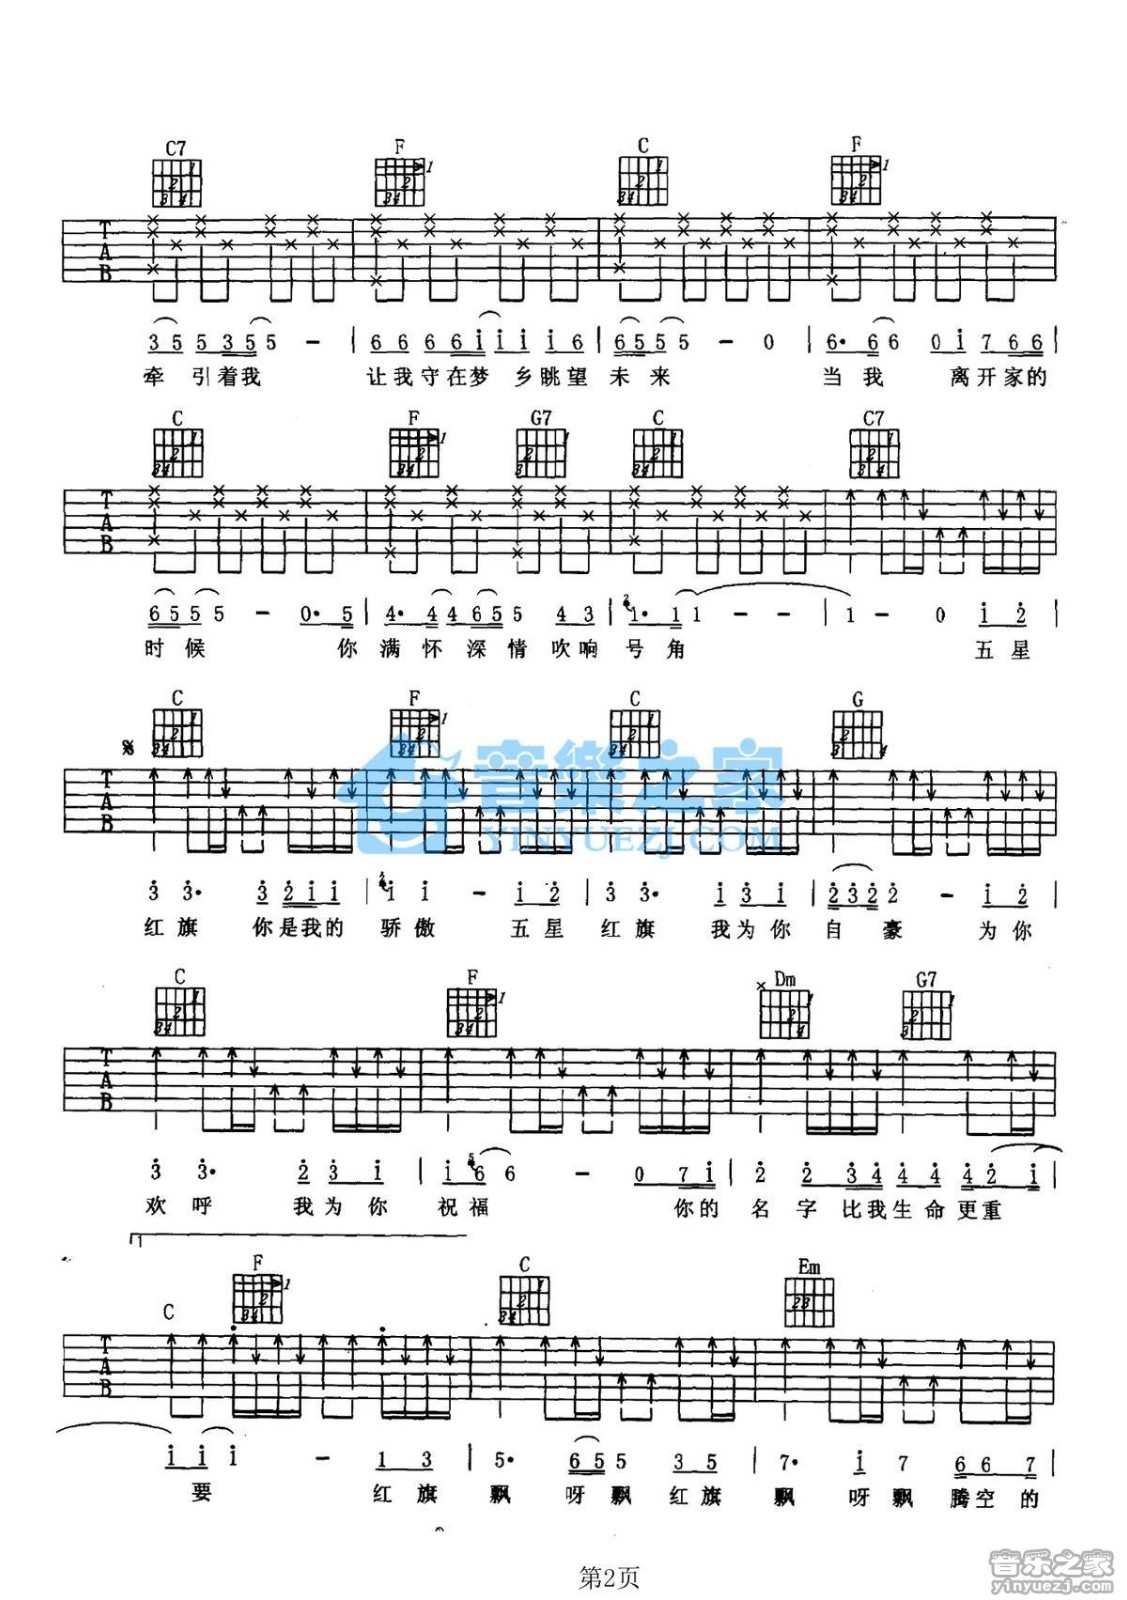 C7 F C F
T
A
B
3 5 5 3 5 5 - | 6 6 6 6 i i i i 6 | 6 5 5 5 - 0 | 6· 6 6 0 i 7 6 6 |
牵 引着我 让我守在梦 乡眺望 未 来 当我 离开家的
C F G7 C C7
T
A
B
6 5 5 5 - 0· 5 | 4· 4 4 6 5 5 4 3 | 2 1· 1 1 - - | 1 - 0 i 2
时 候 你 满 怀 深 情 吹响 号 角 五星
C F C G
T
A
B
3 3· 3 2 i i | 2 i i - i 2 | 3 3· i 3 i | 2 3 2 2 - i 2 |
红 旗 你是我的 骄傲 五星 红 旗 我为你 自 豪 为你
音樂之家
YINYUEZJ.COM
C F Dm G7
T
A
B
3 3· 2 3 i | i 5 6 6 - 0 7 i | 2 2 3 4 4 4 4 2 i |
欢 呼 我 为 你 祝福 你的 名 字 比我生命更重
1
C F C Em
T
A
B
i i i - 1 3 | 5· 6 5 5 3 5 | 7· i 7 6 6 7 |
要 红旗 飘 呀飘 红旗 飘 呀飘 腾空的
第2页
音乐之家
yinyuezj.com